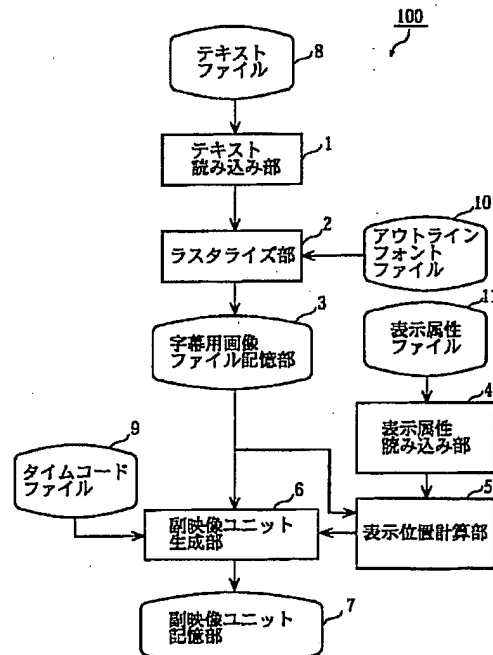 100
テキスト
ファイル
8
テキスト
読み込み部
1
ラスタライズ部
2
10
アウトライン
フォント
ファイル
3
字幕用画像
ファイル記憶部
11
表示属性
ファイル
4
表示属性
読み込み部
9
タイムコード
ファイル
6
副映像ユニット
生成部
5
表示位置計算部
副映像ユニット
記憶部
7